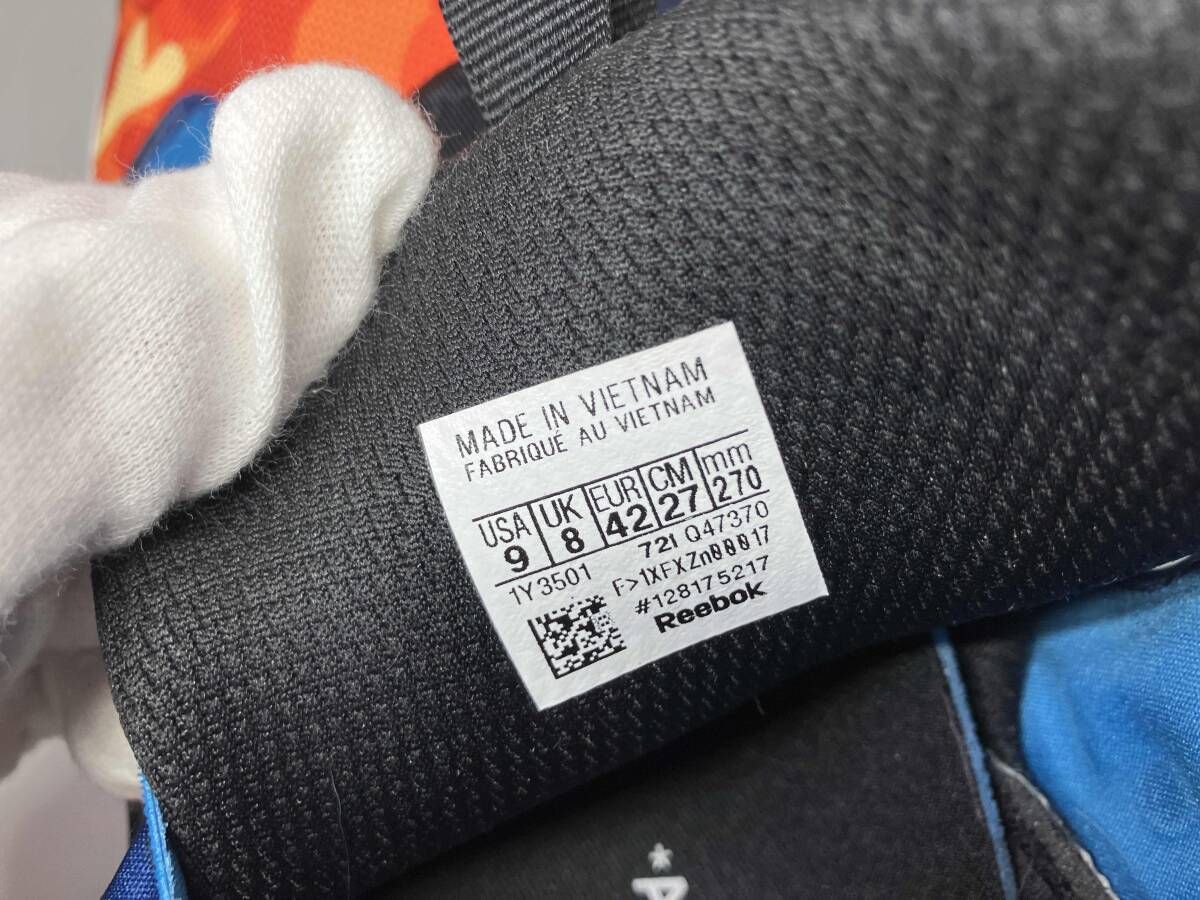 MADE IN VIETNAM
FABRIQUÉ AU VIETNAM
USA UK EUR CM mm
9 8 42 27 270
1Y3501 721 Q47370
F>1XFXZn00017
#128175217
Reebok